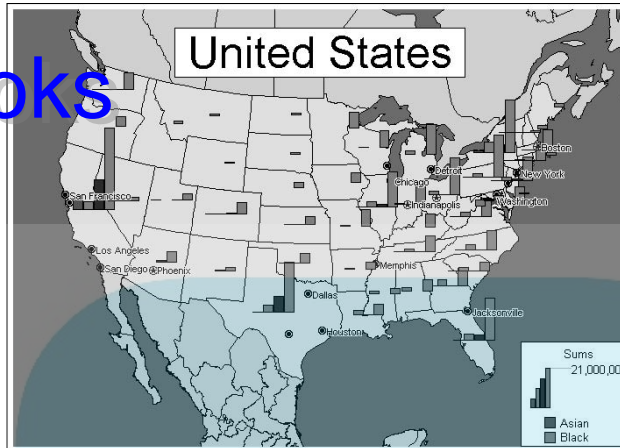 United States
oks
Boston
Detroit
Chicago
New York
San Francisco
Indianapolis
Washington
Los Angeles
San Diego
Phoenix
Memphis
Dallas
Jacksonville
Houston
Sums
21,000,00
Asian
Black